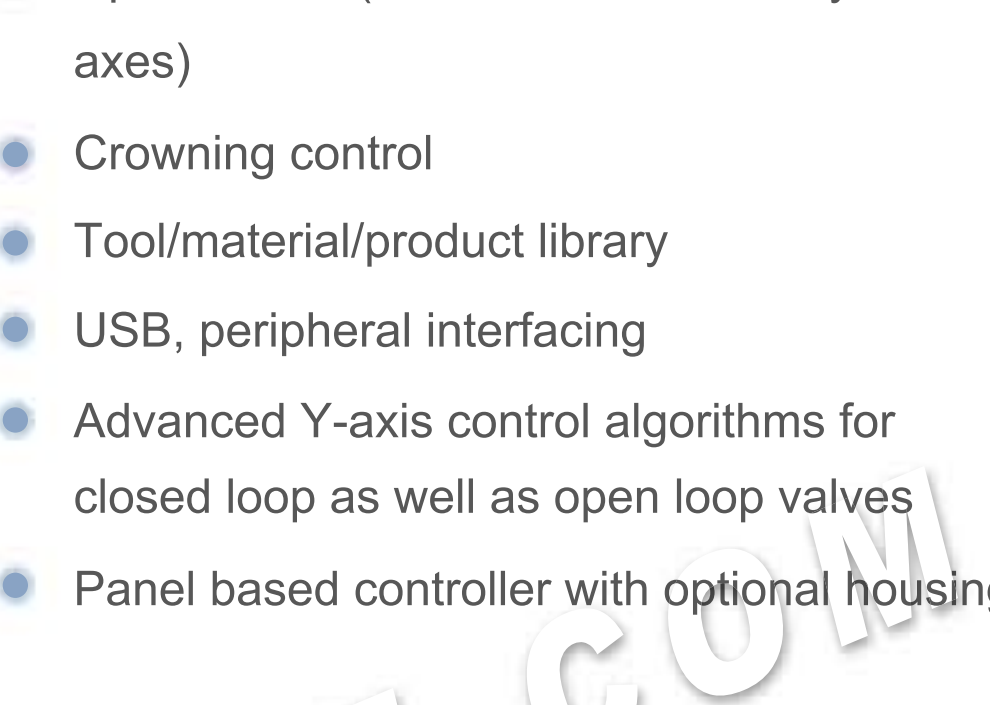 axes)
Crowning control
Tool/material/product library
USB, peripheral interfacing
Advanced Y-axis control algorithms for
closed loop as well as open loop valves
Panel based controller with optional housing
COM